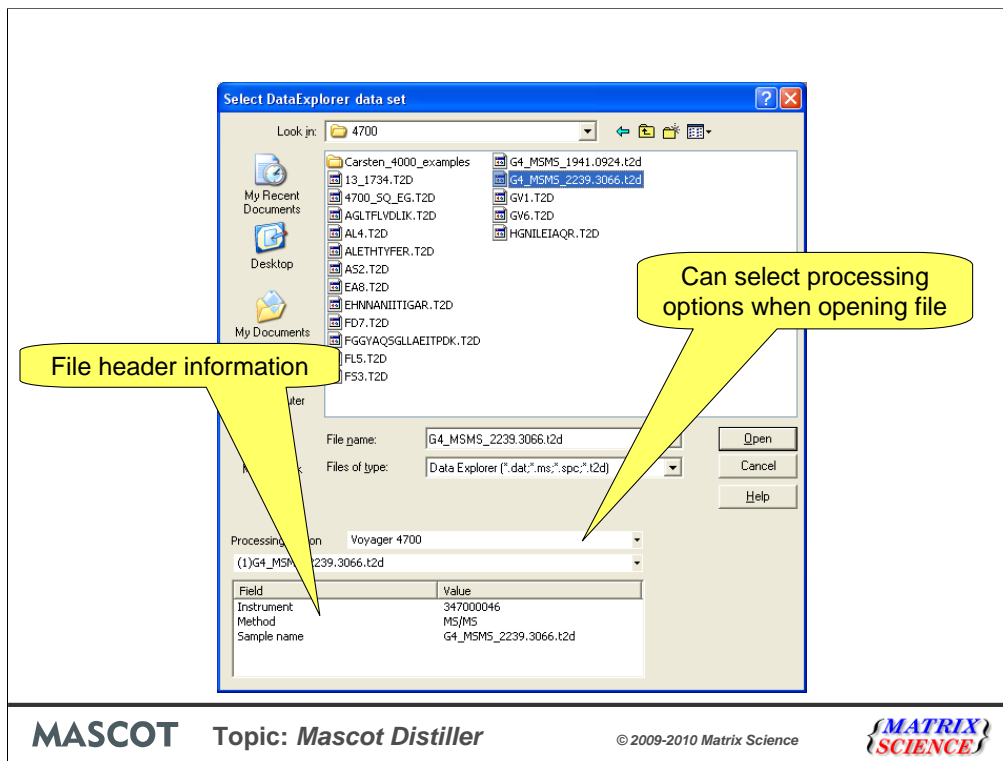 Select DataExplorer data set
Look in: 4700
My Recent Documents
Desktop
My Documents
Carsten_4000_examples
13_1734.T2D
4700_SQ_EG.T2D
AGLTFLVDLIK.T2D
AL4.T2D
ALETHTYFER.T2D
AS2.T2D
EA8.T2D
EHNNANIITIGAR.T2D
FD7.T2D
FGGYAQSGLLAEITPDK.T2D
FL5.T2D
FS3.T2D
G4_MSMS_1941.0924.t2d
G4_MSMS_2239.3066.t2d
GV1.T2D
GV6.T2D
HGNILEIAQR.T2D
Can select processing
options when opening file
File header information
File name: G4_MSMS_2239.3066.t2d
Open
Files of type: Data Explorer (*.dat;*.ms;*.spc;*.t2d)
Cancel
Help
Voyager 4700
Field Value
Instrument 347000046
Method MS/MS
Sample name G4_MSMS_2239.3066.t2d
MASCOT Topic: Mascot Distiller © 2009-2010 Matrix Science {MATRIX
SCIENCE}